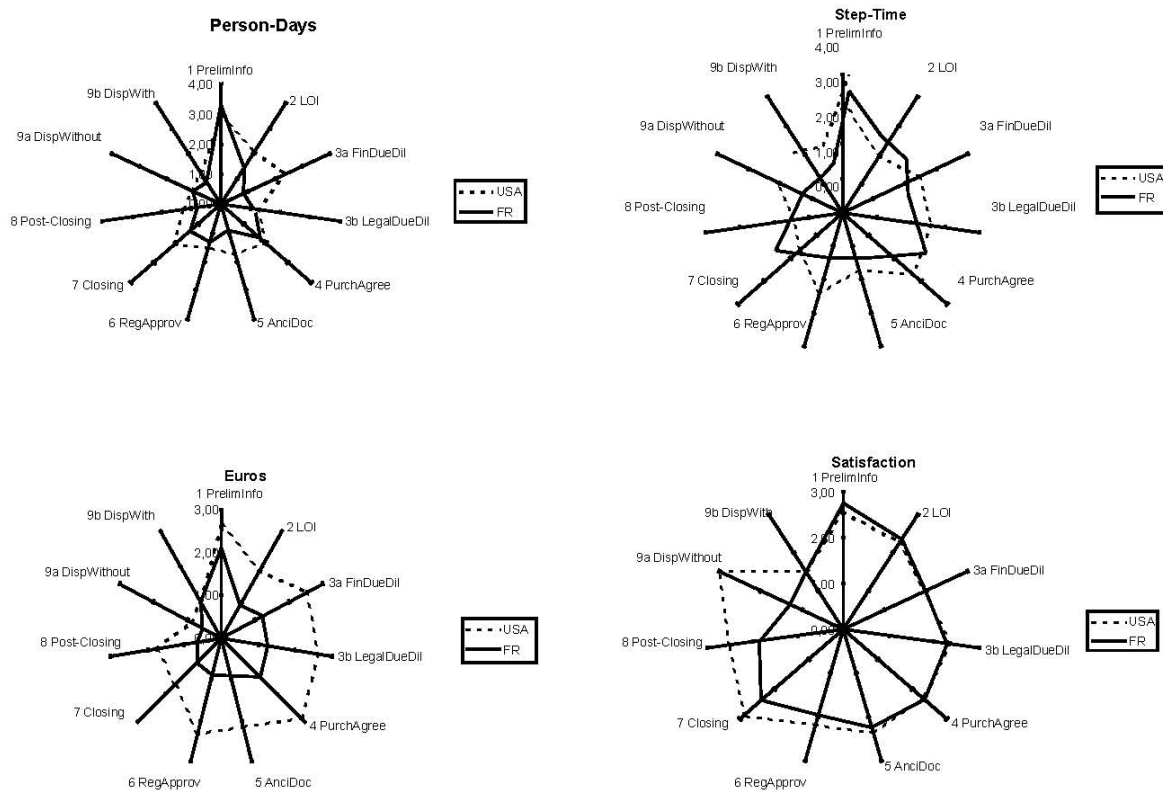 Person-Days
1 PrelimInfo
4,00
9b DispWith
2 LOI
3,00
9a DispWithout
2,00
3a FinDueDil
1,00
USA
FR
8 Post-Closing
3b LegalDueDil
7 Closing
4 PurchAgree
6 RegApprov
5 AnciDoc
Step-Time
1 PrelimInfo
4,00
9b DispWith
2 LOI
3,00
9a DispWithout
2,00
3a FinDueDil
1,00
0,00
USA
FR
8 Post-Closing
3b LegalDueDil
7 Closing
4 PurchAgree
6 RegApprov
5 AnciDoc
Euros
1 PrelimInfo
3,00
9b DispWith
2 LOI
2,00
9a DispWithout
3a FinDueDil
USA
FR
8 Post-Closing
3b LegalDueDil
7 Closing
4 PurchAgree
6 RegApprov
5 AnciDoc
Satisfaction
1 PrelimInfo
3,00
9b DispWith
2 LOI
9a DispWithout
3a FinDueDil
USA
FR
8 Post-Closing
3b LegalDueDil
7 Closing
4 PurchAgree
6 RegApprov
5 AnciDoc